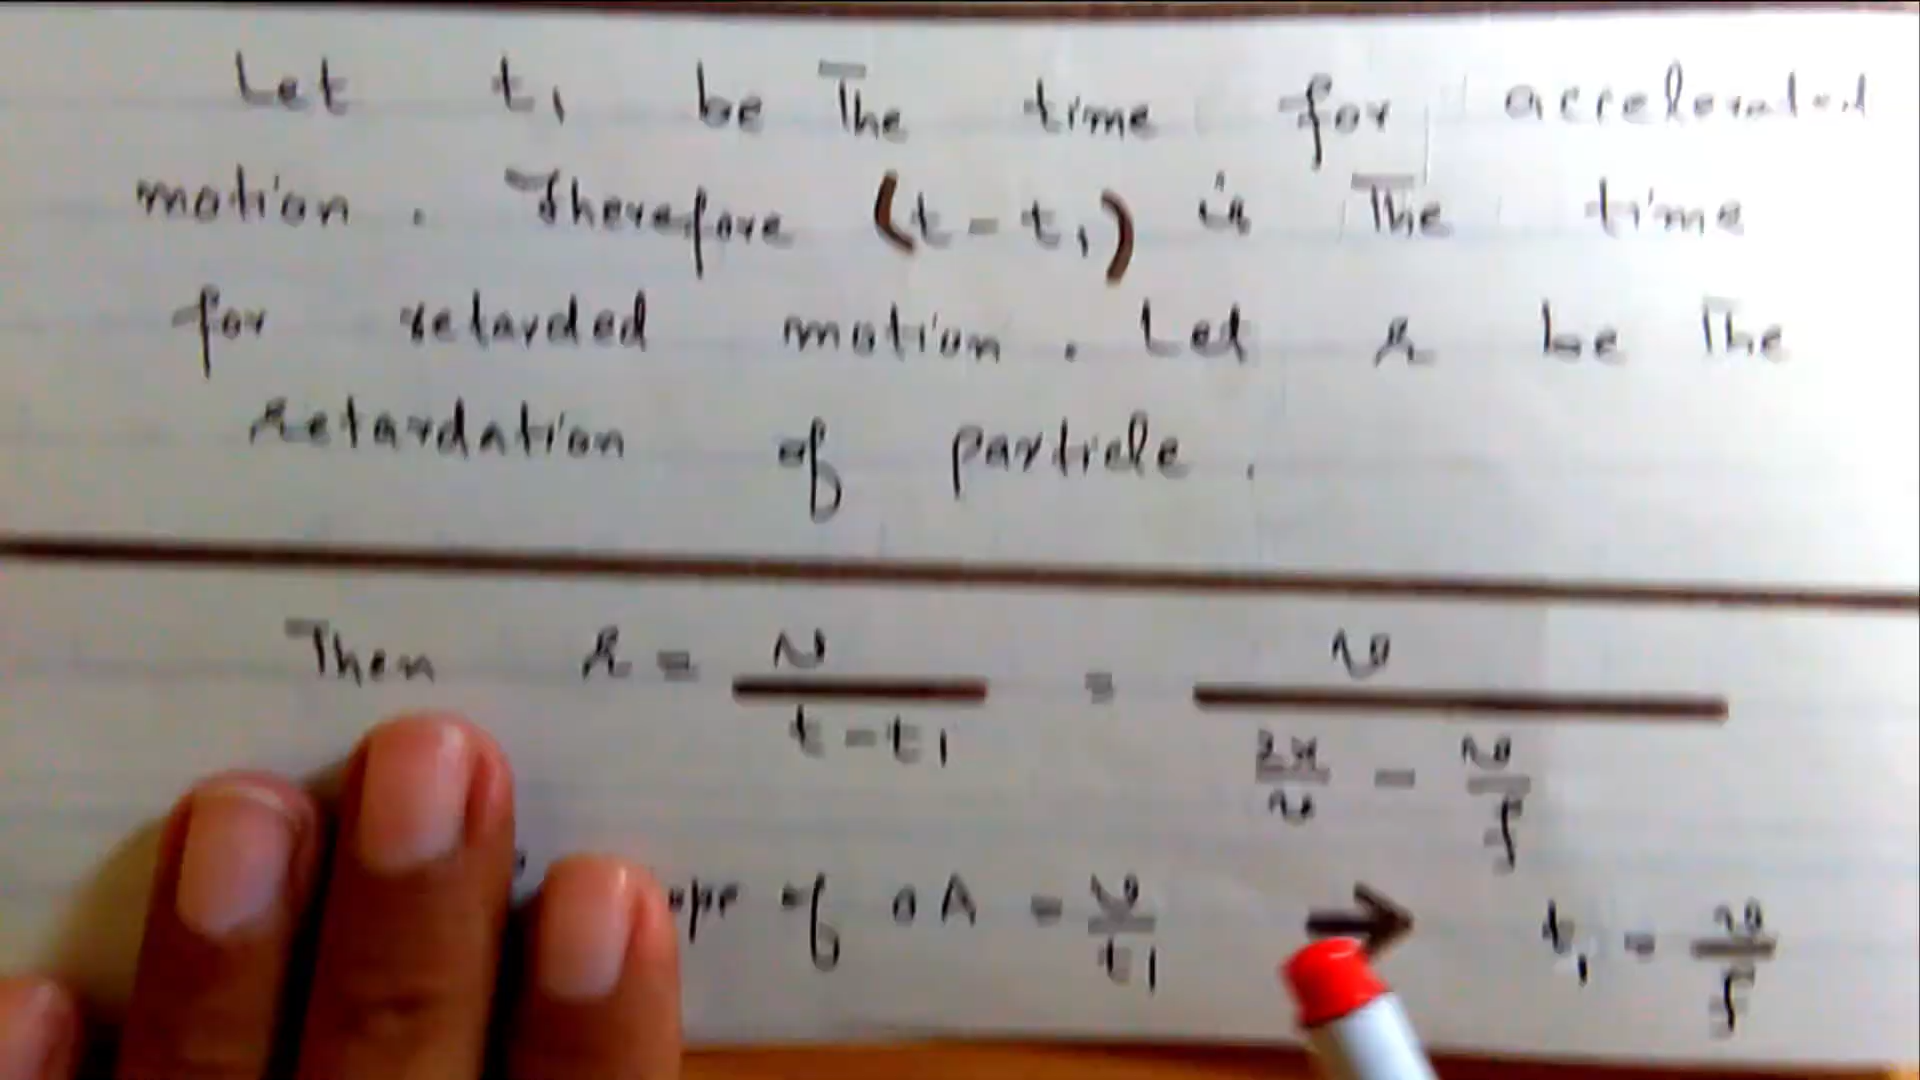 Let t₁ be The time for accelerated
motion. Therefore (t - t₁) is The time
for retarded motion. Let r be The
retardation of particle.
Then r = v / (t - t₁) = v / (2x/v - v/f)
ope of OA = v/t₁ → t₁ = v/f